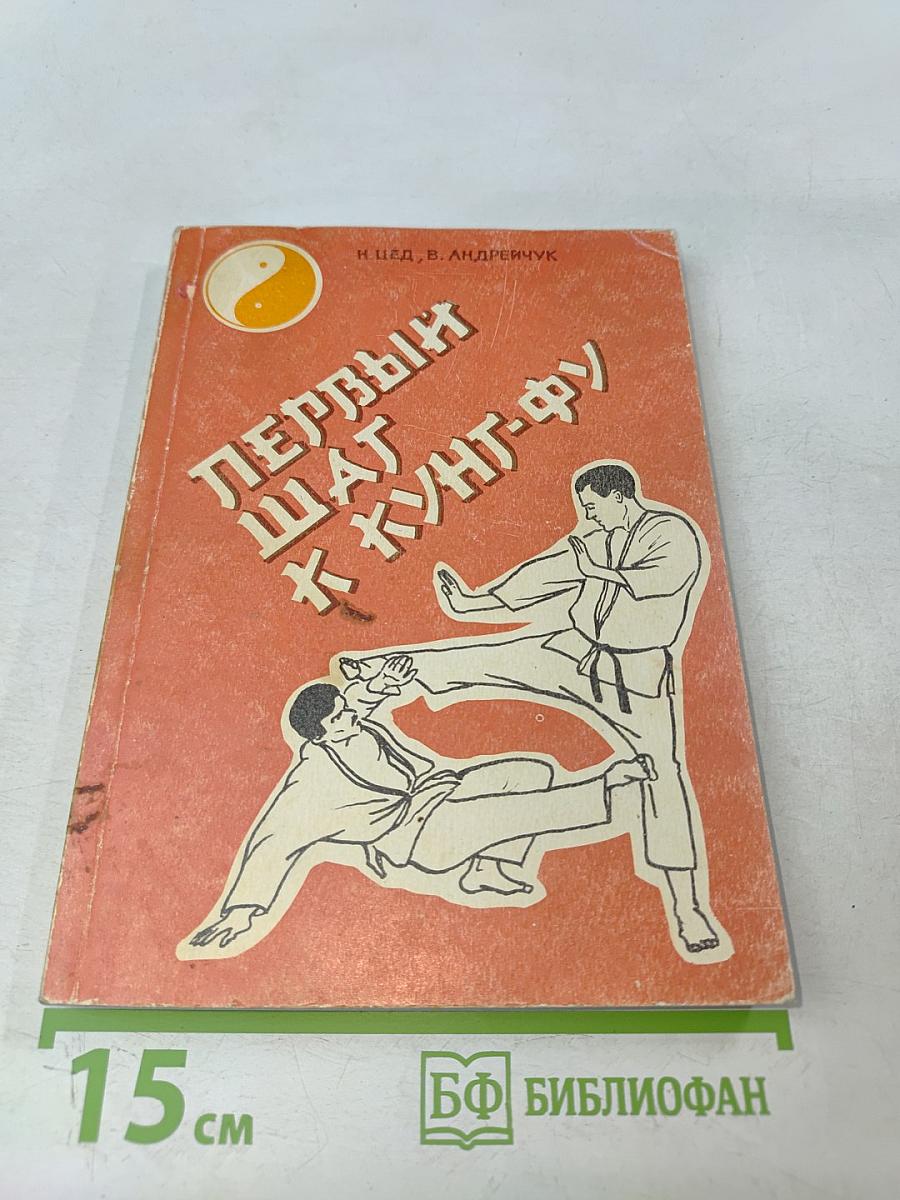 Н. ЦЕД, В. АНДРЕЙЧУК
ПЕРВЫЙ
ШАГ
К КУНГ-ФУ
15 см
БФ БИБЛИОФАН